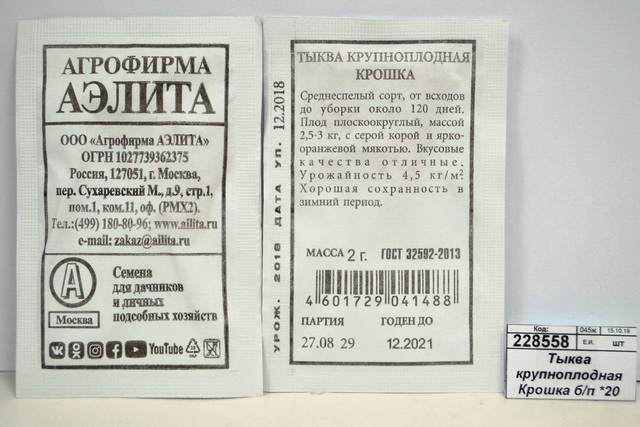 АГРОФИРМА
АЭЛИТА
ООО «Агрофирма АЭЛИТА»
ОГРН 1027739362375
Россия, 127051, г. Москва,
пер. Сухаревский М., д.9, стр.1,
пом.1, ком.11, оф. (РМХ2).
Тел.:(499) 180-80-96; www.ailita.ru
e-mail: zakaz@ailita.ru
А
Семена
для дачников
и личных
подсобных хозяйств
Москва
YouTube
УРОЖ. 2018 ДАТА УП. 12.2018
ТЫКВА КРУПНОПЛОДНАЯ
КРОШКА
Среднеспелый сорт, от всходов
до уборки около 120 дней.
Плод плоскоокруглый, массой
2,5-3 кг, с серой корой и ярко-
оранжевой мякотью. Вкусовые
качества отличные.
Урожайность 4,5 кг/м²
Хорошая сохранность в
зимний период.
МАССА 2 г. ГОСТ 32592-2013
4 601729 041488
ПАРТИЯ ГОДЕН ДО
27.08 29 12.2021
Код: 045ж 15.10.19
228558 Е.И. шт
Тыква
крупноплодная
Крошка б/п *20